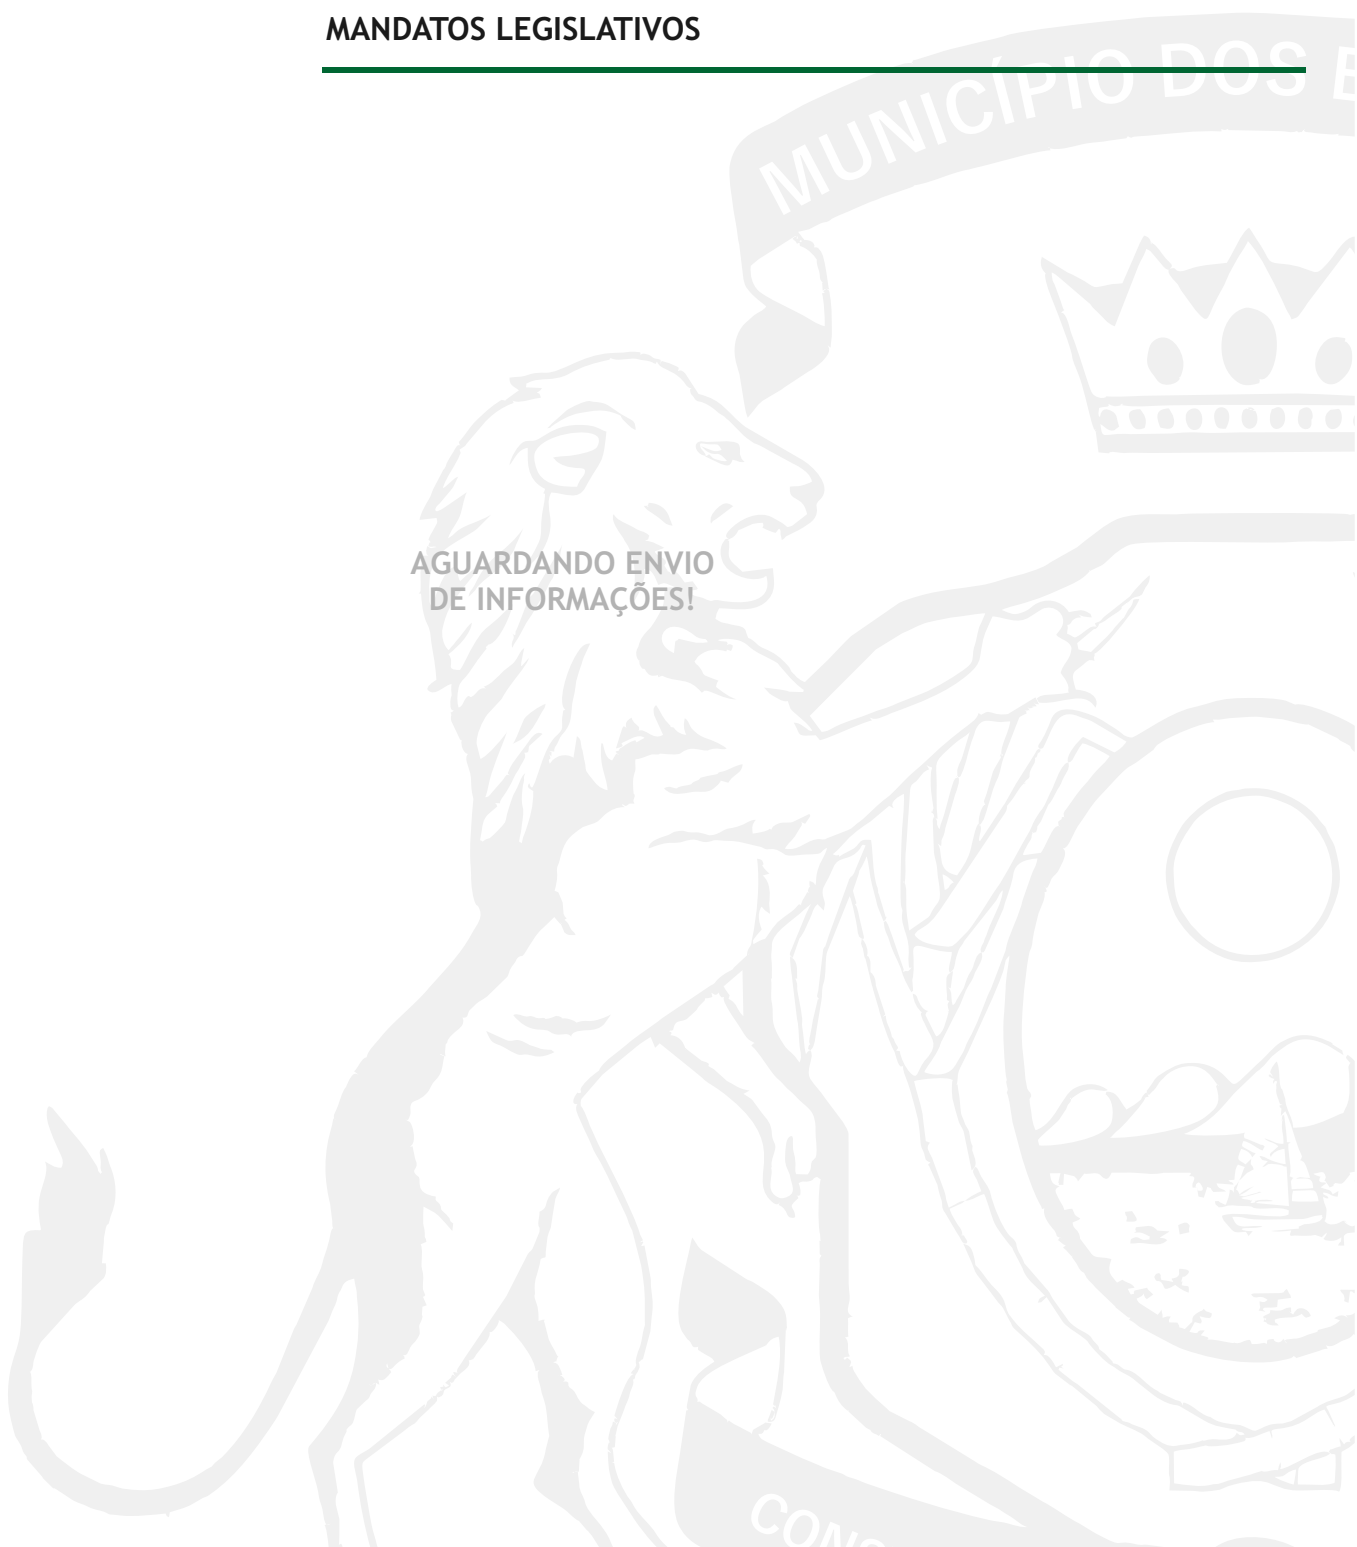 MANDATOS LEGISLATIVOS
MUNICÍPIO DOS
AGUARDANDO ENVIO
DE INFORMAÇÕES!